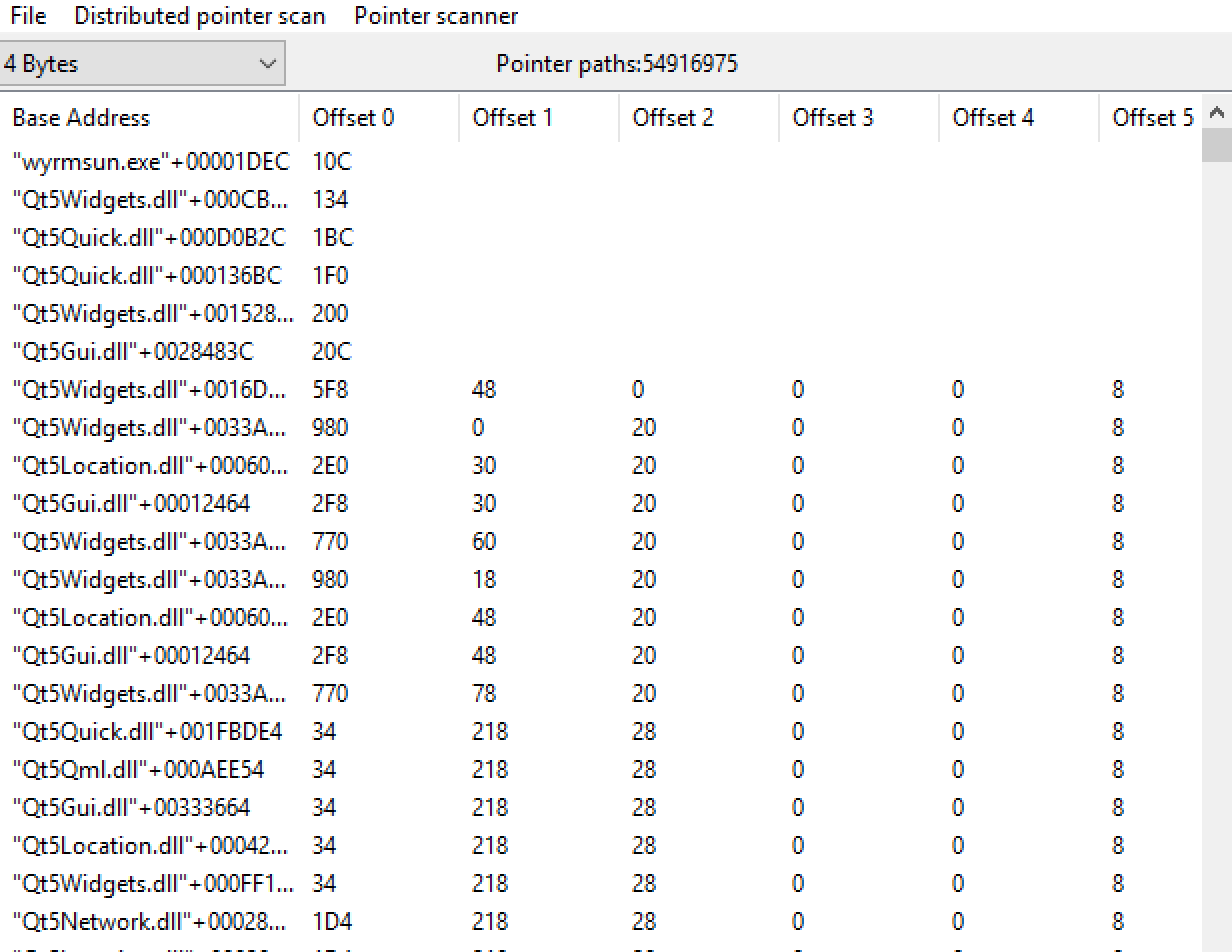 File Distributed pointer scan Pointer scanner
4 Bytes Pointer paths:54916975
Base Address Offset 0 Offset 1 Offset 2 Offset 3 Offset 4 Offset 5
"wyrmsun.exe"+00001DEC 10C
"Qt5Widgets.dll"+000CB... 134
"Qt5Quick.dll"+000D0B2C 1BC
"Qt5Quick.dll"+000136BC 1F0
"Qt5Widgets.dll"+001528... 200
"Qt5Gui.dll"+0028483C 20C
"Qt5Widgets.dll"+0016D... 5F8 48 0 0 0 8
"Qt5Widgets.dll"+0033A... 980 0 20 0 0 8
"Qt5Location.dll"+00060... 2E0 30 20 0 0 8
"Qt5Gui.dll"+00012464 2F8 30 20 0 0 8
"Qt5Widgets.dll"+0033A... 770 60 20 0 0 8
"Qt5Widgets.dll"+0033A... 980 18 20 0 0 8
"Qt5Location.dll"+00060... 2E0 48 20 0 0 8
"Qt5Gui.dll"+00012464 2F8 48 20 0 0 8
"Qt5Widgets.dll"+0033A... 770 78 20 0 0 8
"Qt5Quick.dll"+001FBDE4 34 218 28 0 0 8
"Qt5Qml.dll"+000AEE54 34 218 28 0 0 8
"Qt5Gui.dll"+00333664 34 218 28 0 0 8
"Qt5Location.dll"+00042... 34 218 28 0 0 8
"Qt5Widgets.dll"+000FF1... 34 218 28 0 0 8
"Qt5Network.dll"+00028... 1D4 218 28 0 0 8